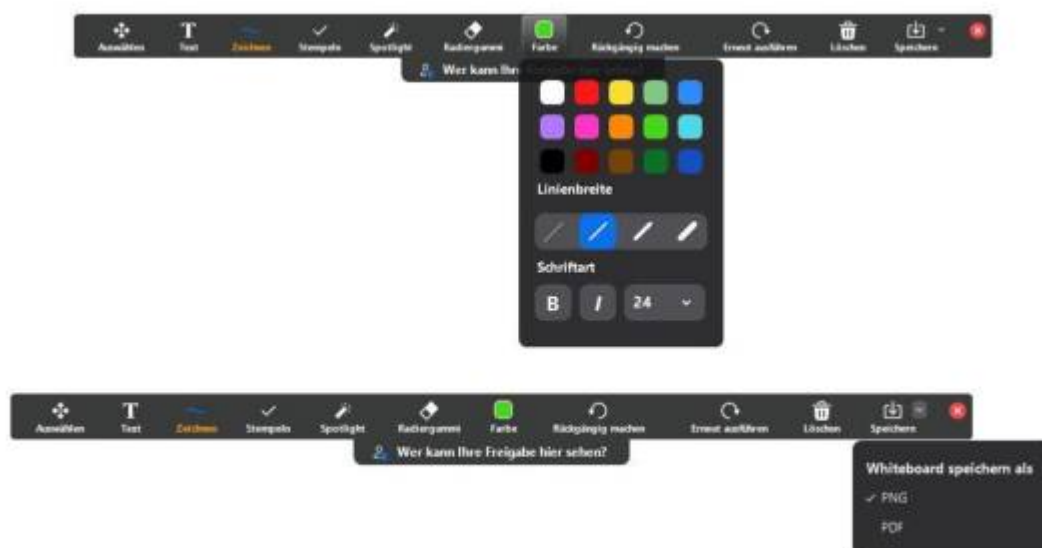 Auswählen Text Zeichnen Stempeln Spotlight Radiergummi Farbe Rückgängig machen Erneut ausführen Löschen Speichern
Wer kann Ihre
Linienbreite
Schriftart
B I 24
Auswählen Text Zeichnen Stempeln Spotlight Radiergummi Farbe Rückgängig machen Erneut ausführen Löschen Speichern
Wer kann Ihre Freigabe hier sehen?
Whiteboard speichern als
PNG
PDF